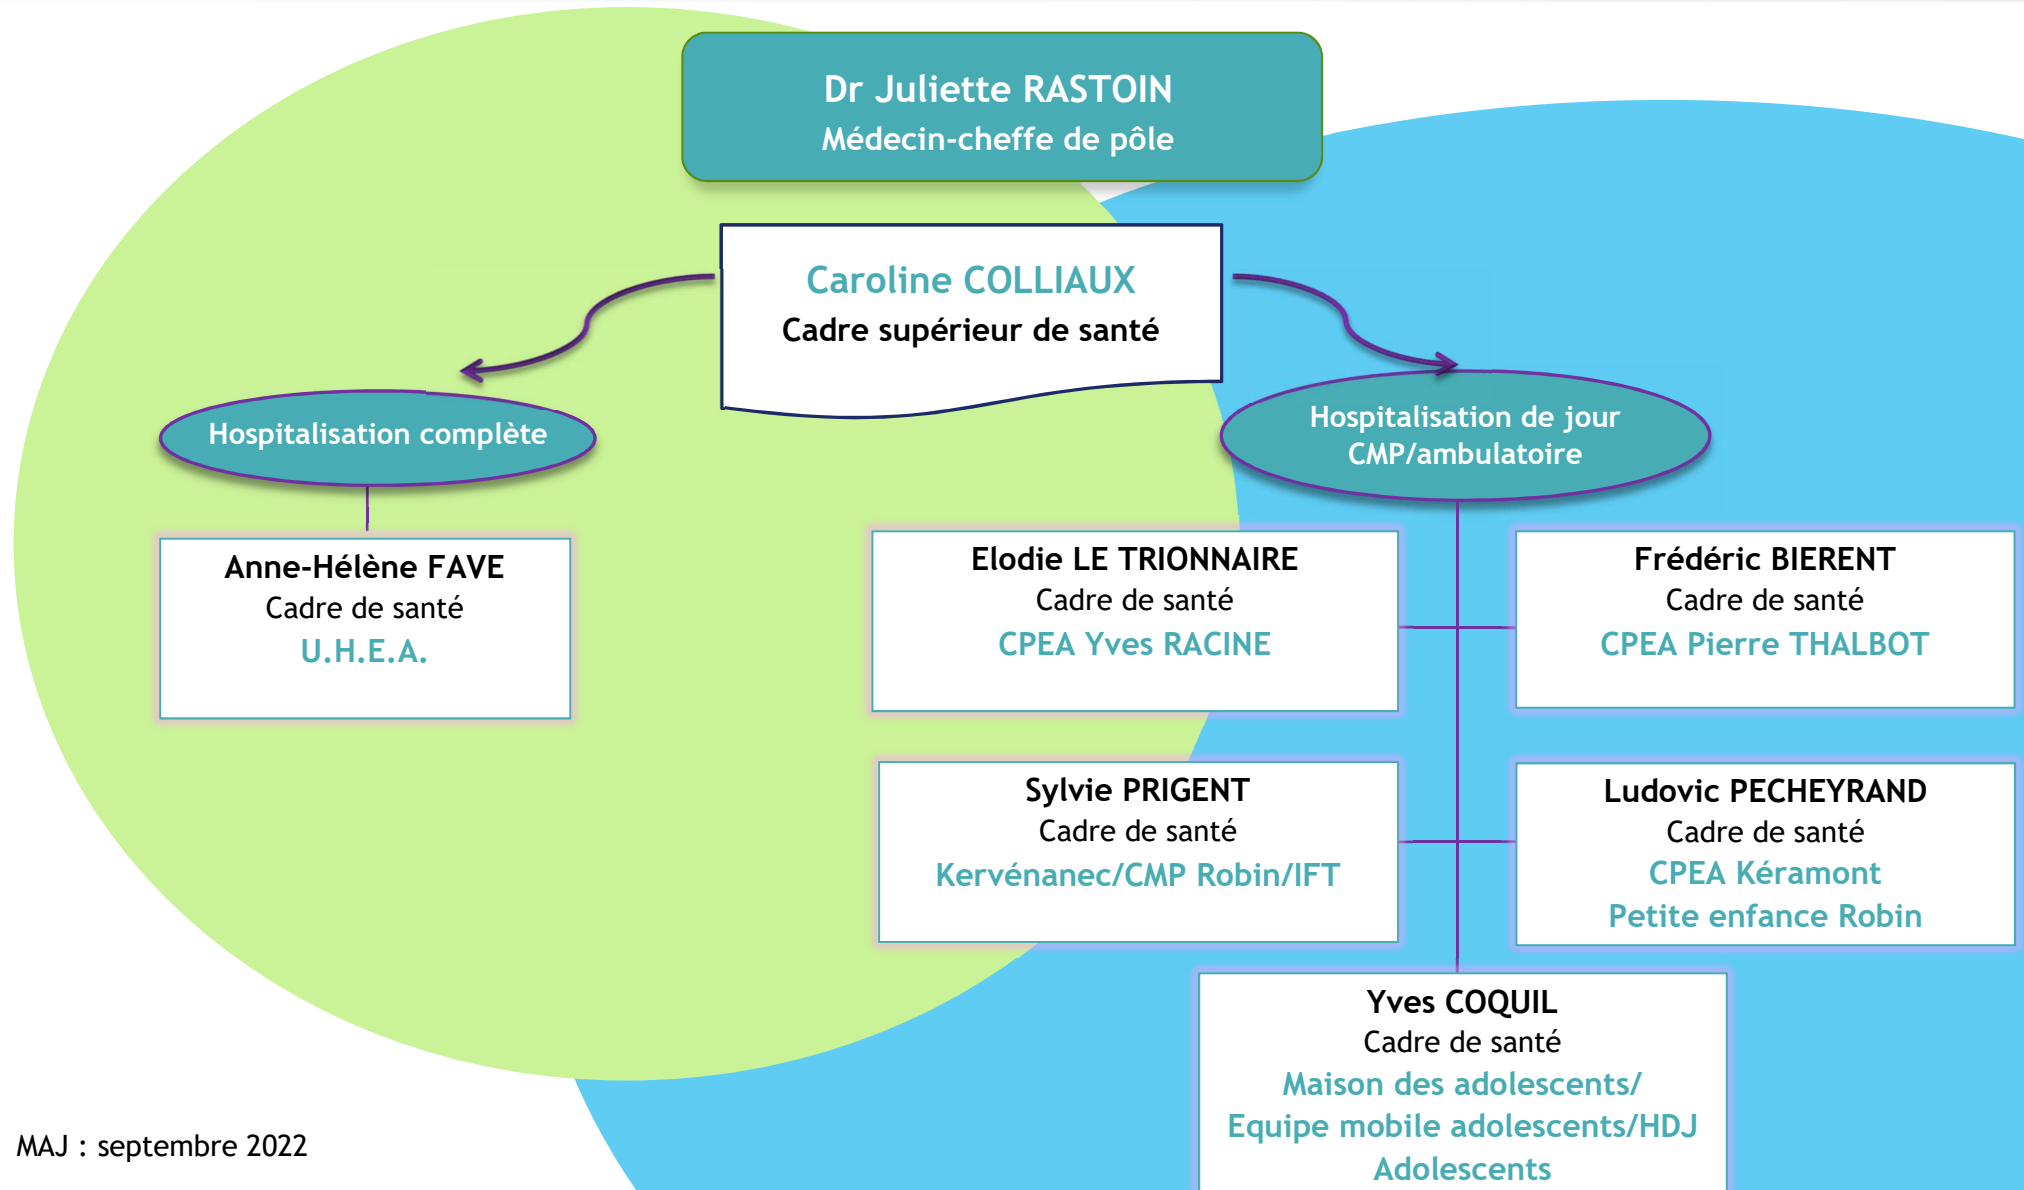 Dr Juliette RASTOIN
Médecin-cheffe de pôle
Caroline COLLIAUX
Cadre supérieur de santé
Hospitalisation complète
Hospitalisation de jour
CMP/ambulatoire
Anne-Hélène FAVE
Cadre de santé
U.H.E.A.
Elodie LE TRIONNAIRE
Cadre de santé
CPEA Yves RACINE
Frédéric BIERENT
Cadre de santé
CPEA Pierre THALBOT
Sylvie PRIGENT
Cadre de santé
Kervénanec/CMP Robin/IFT
Ludovic PECHEYRAND
Cadre de santé
CPEA Kéramont
Petite enfance Robin
Yves COQUIL
Cadre de santé
Maison des adolescents/
Equipe mobile adolescents/HDJ
Adolescents
MAJ : septembre 2022